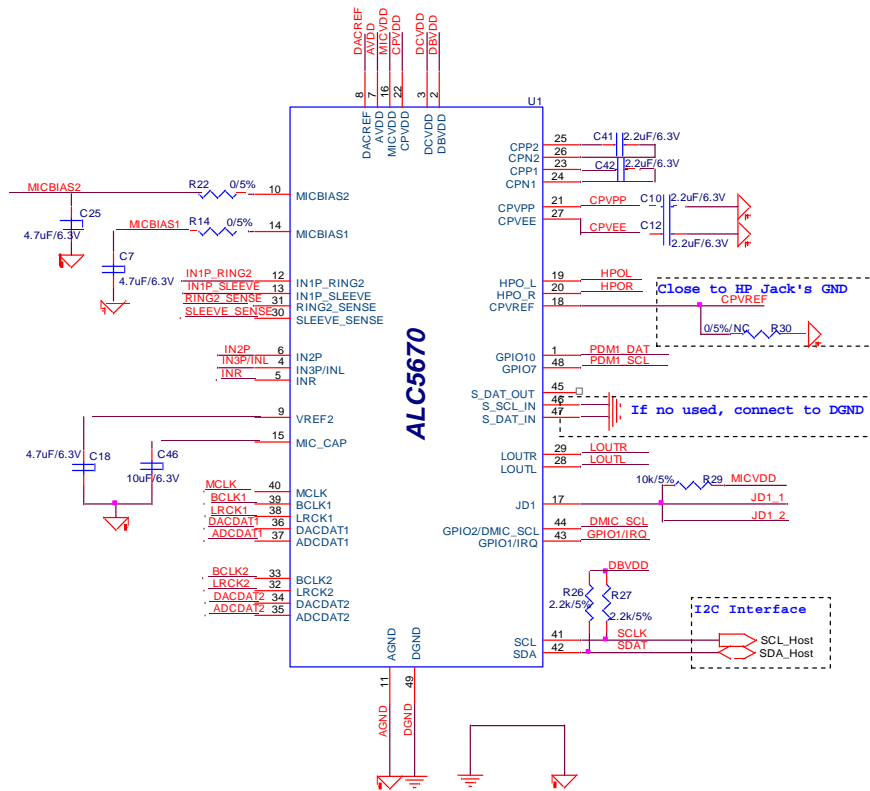 DACREF
AVDD
MICVDD
CPVDD
DCVDD
DBVDD
8
7
16
22
3
2
U1
DACREF
AVDD
MICVDD
CPVDD
DCVDD
DBVDD
ALC5670
MICBIAS2
R22 0/5%
10
MICBIAS2
C25
4.7uF/6.3V
MICBIAS1
R14 0/5%
14
MICBIAS1
C7
4.7uF/6.3V
IN1P_RING2 12 IN1P_RING2
IN1P_SLEEVE 13 IN1P_SLEEVE
RING2_SENSE 31 RING2_SENSE
SLEEVE_SENSE 30 SLEEVE_SENSE
IN2P 6 IN2P
IN3P/INL 4 IN3P/INL
INR 5 INR
9 VREF2
15 MIC_CAP
4.7uF/6.3V
C18
C46
10uF/6.3V
MCLK 40 MCLK
BCLK1 39 BCLK1
LRCK1 38 LRCK1
DACDAT1 36 DACDAT1
ADCDAT1 37 ADCDAT1
BCLK2 33 BCLK2
LRCK2 32 LRCK2
DACDAT2 34 DACDAT2
ADCDAT2 35 ADCDAT2
CPP2 25 C41 2.2uF/6.3V
CPN2 26
CPP1 23 C42 2.2uF/6.3V
CPN1 24
CPVPP 21 CPVPP C10 2.2uF/6.3V
CPVEE 27 CPVEE C12
2.2uF/6.3V
HPO_L 19 HPOL
HPO_R 20 HPOR
CPVREF 18
Close to HP Jack's GND
CPVREF
0/5%/NC R30
GPIO10 1 PDM1_DAT
GPIO7 48 PDM1_SCL
S_DAT_OUT 45
S_SCL_IN 46
S_DAT_IN 47
If no used, connect to DGND
LOUTR 29 LOUTR
LOUTL 28 LOUTL
10k/5% R29 MICVDD
JD1 17 JD1_1
JD1_2
GPIO2/DMIC_SCL 44 DMIC_SCL
GPIO1/IRQ 43 GPIO1/IRQ
DBVDD
R26
2.2k/5%
R27
2.2k/5%
I2C Interface
SCL 41 SCLK SCL_Host
SDA 42 SDAT SDA_Host
AGND
DGND
11
49
AGND
DGND